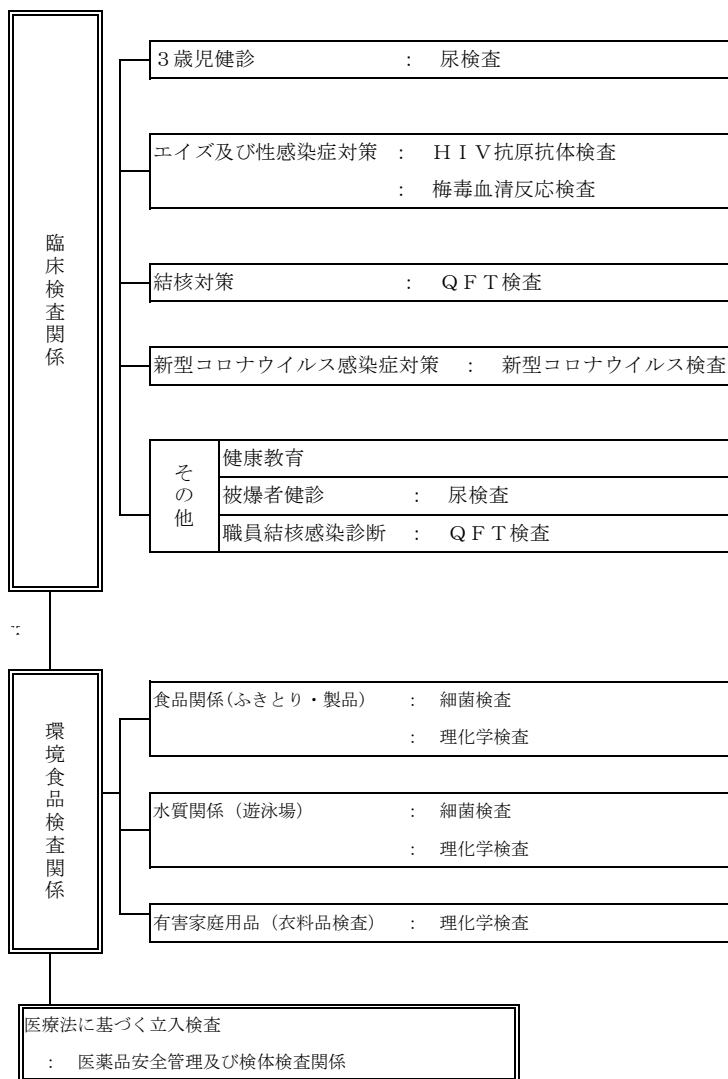 臨床検査関係
３歳児健診 ： 尿検査
エイズ及び性感染症対策 ： ＨＩＶ抗原抗体検査
： 梅毒血清反応検査
結核対策 ： ＱＦＴ検査
新型コロナウイルス感染症対策 ： 新型コロナウイルス検査
その他
健康教育
被爆者健診 ： 尿検査
職員結核感染診断 ： ＱＦＴ検査
環境食品検査関係
食品関係(ふきとり・製品) ： 細菌検査
： 理化学検査
水質関係（遊泳場） ： 細菌検査
： 理化学検査
有害家庭用品（衣料品検査） ： 理化学検査
医療法に基づく立入検査
： 医薬品安全管理及び検体検査関係